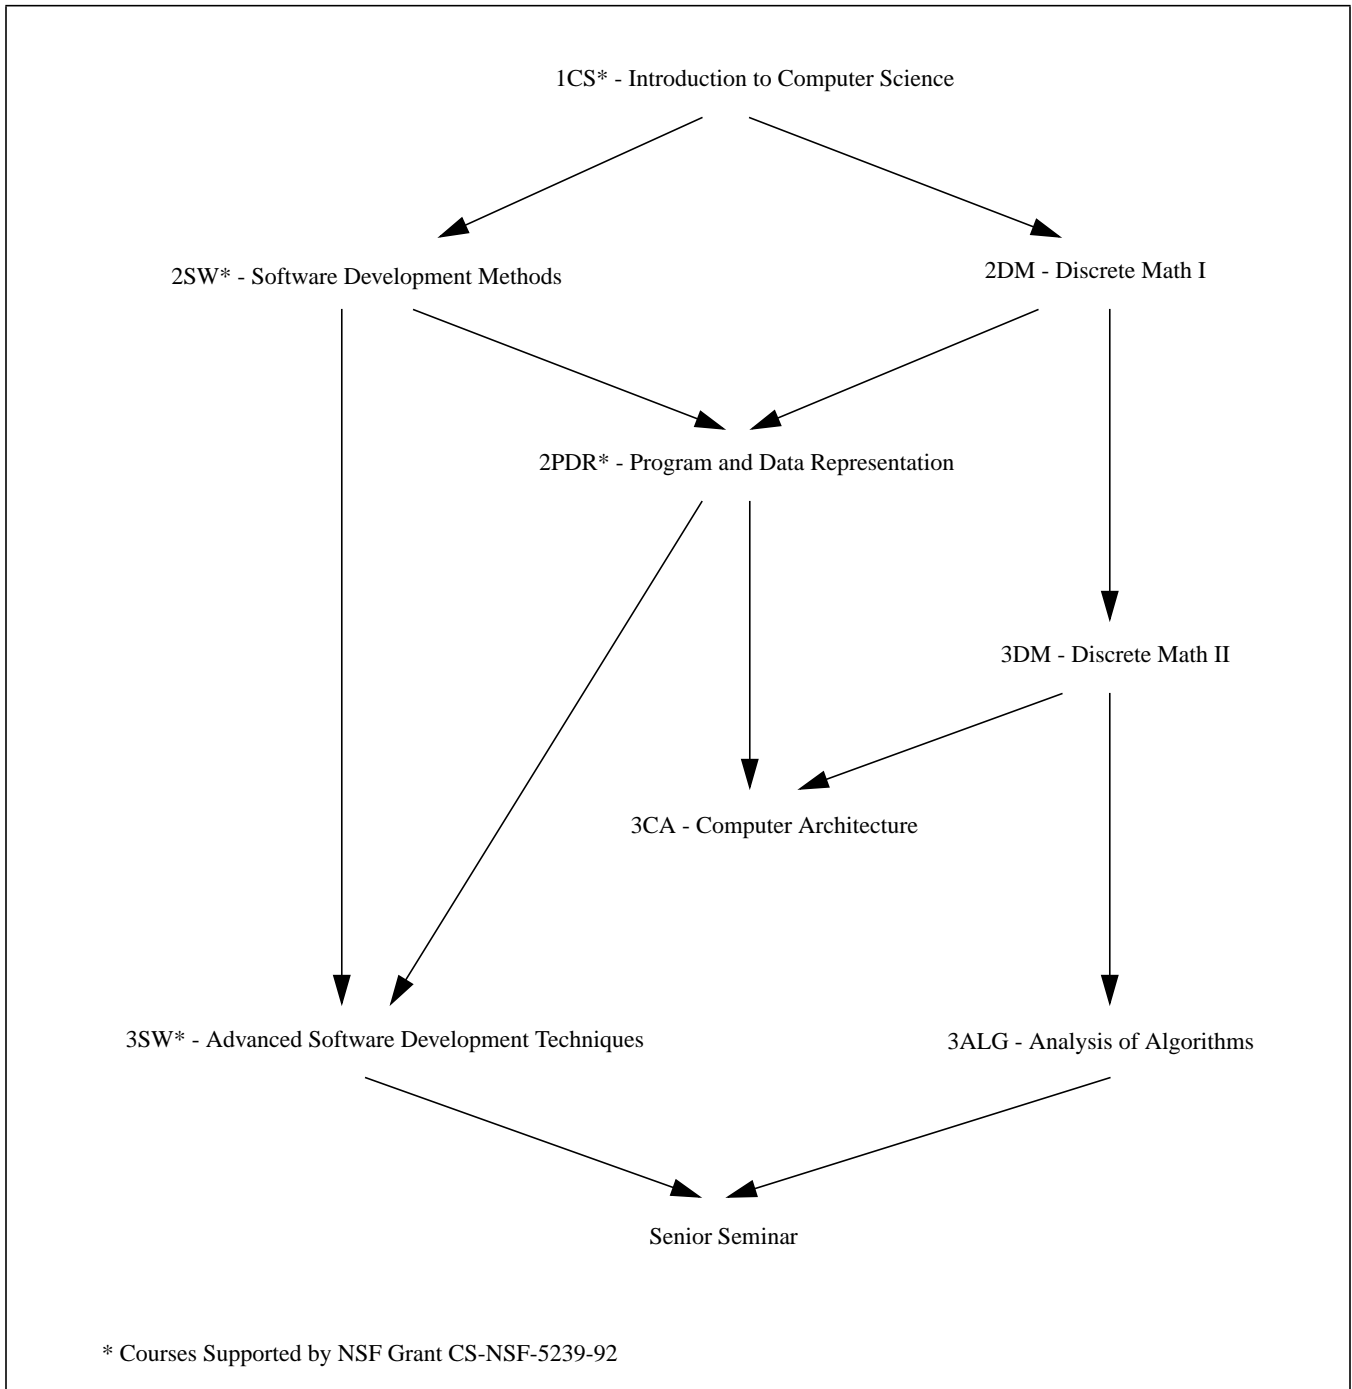 1CS* - Introduction to Computer Science
2SW* - Software Development Methods
2DM - Discrete Math I
2PDR* - Program and Data Representation
3DM - Discrete Math II
3CA - Computer Architecture
3SW* - Advanced Software Development Techniques
3ALG - Analysis of Algorithms
Senior Seminar
* Courses Supported by NSF Grant CS-NSF-5239-92